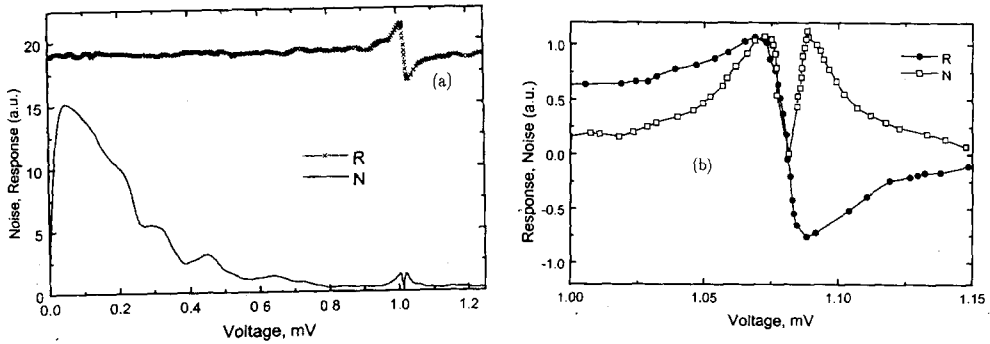 Noise, Response (a.u.)
20
15
10
5
0
0.0
0.2
0.4
0.6
0.8
1.0
1.2
Voltage, mV
(a)
R
N
Response, Noise (a.u.)
1.0
0.5
0.0
-0.5
-1.0
1.00
1.05
1.10
1.15
Voltage, mV
(b)
R
N